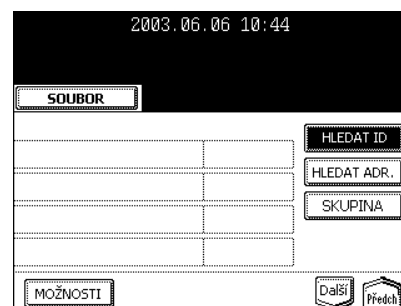 2003.06.06 10:44
SOUBOR
HLEDAT ID
HLEDAT ADR.
SKUPINA
MOŽNOSTI
Další
Předch